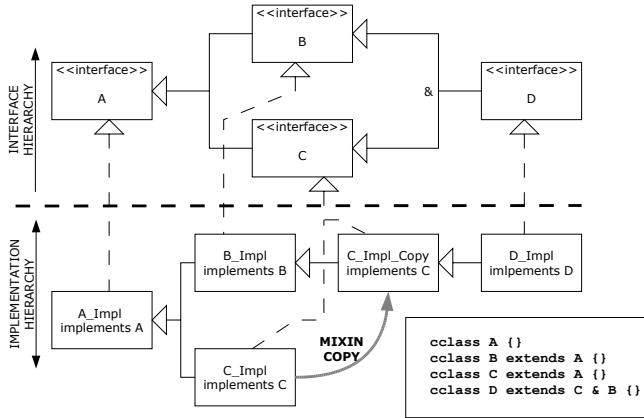 <<interface>>
B
<<interface>>
A
<<interface>>
D
&
<<interface>>
C
INTERFACE
HIERARCHY
IMPLEMENTATION
HIERARCHY
B_Impl
implements B
C_Impl_Copy
implements C
D_Impl
imlpements D
A_Impl
implements A
C_Impl
implements C
MIXIN
COPY
cclass A {}
cclass B extends A {}
cclass C extends A {}
cclass D extends C & B {}